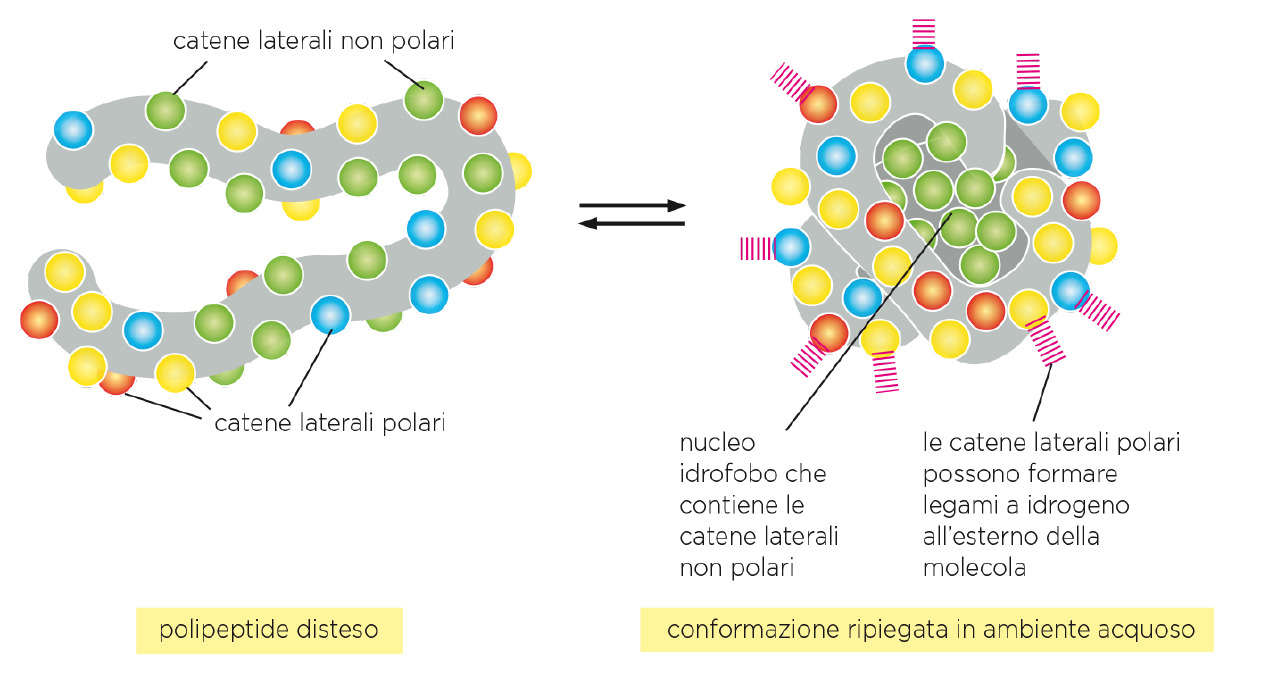 catene laterali non polari
catene laterali polari
nucleo
idrofobo che
contiene le
catene laterali
non polari
le catene laterali polari
possono formare
legami a idrogeno
all'esterno della
molecola
polipeptide disteso
conformazione ripiegata in ambiente acquoso